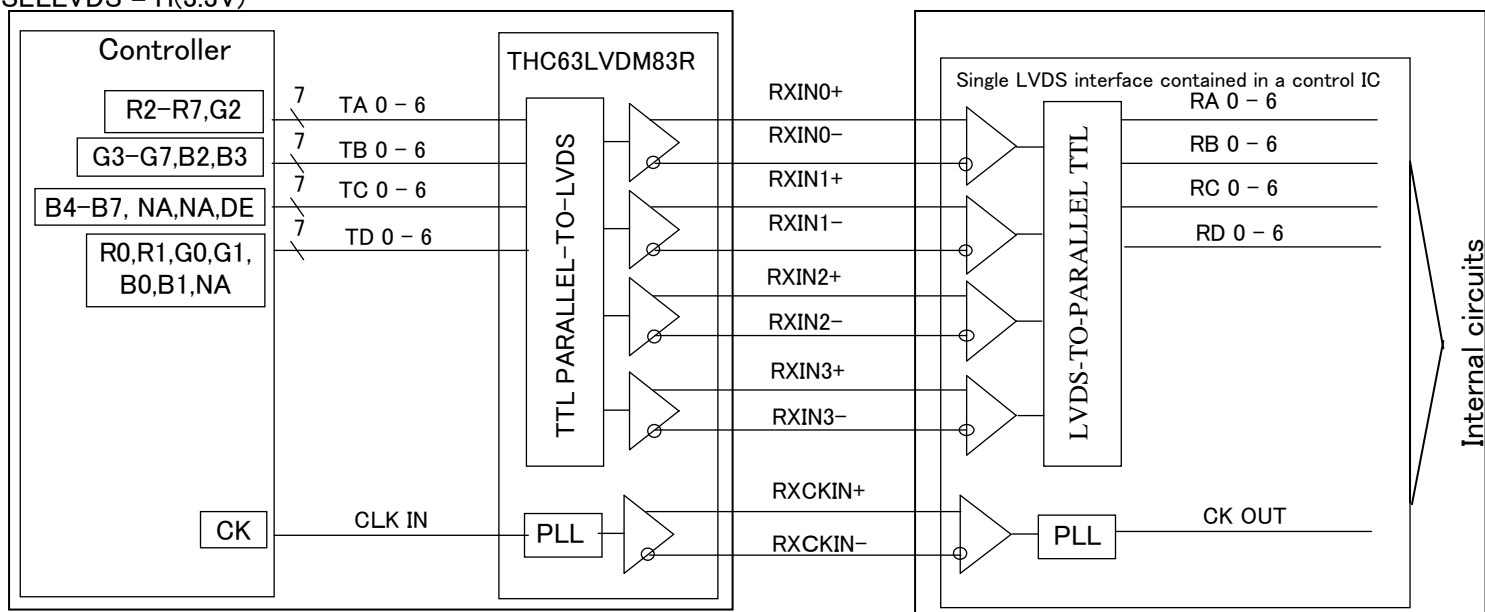 SELLVDS = H(3.3V)
Controller
THC63LVDM83R
Single LVDS interface contained in a control IC
R2-R7,G2
7
TA 0 - 6
RXIN0+
RA 0 - 6
G3-G7,B2,B3
7
TB 0 - 6
RXIN0-
RB 0 - 6
B4-B7, NA,NA,DE
7
TC 0 - 6
RXIN1+
RC 0 - 6
R0,R1,G0,G1,
B0,B1,NA
7
TD 0 - 6
RXIN1-
RD 0 - 6
TTL PARALLEL-TO-LVDS
RXIN2+
RXIN2-
RXIN3+
RXIN3-
LVDS-TO-PARALLEL TTL
Internal circuits
CK
CLK IN
PLL
RXCKIN+
RXCKIN-
PLL
CK OUT